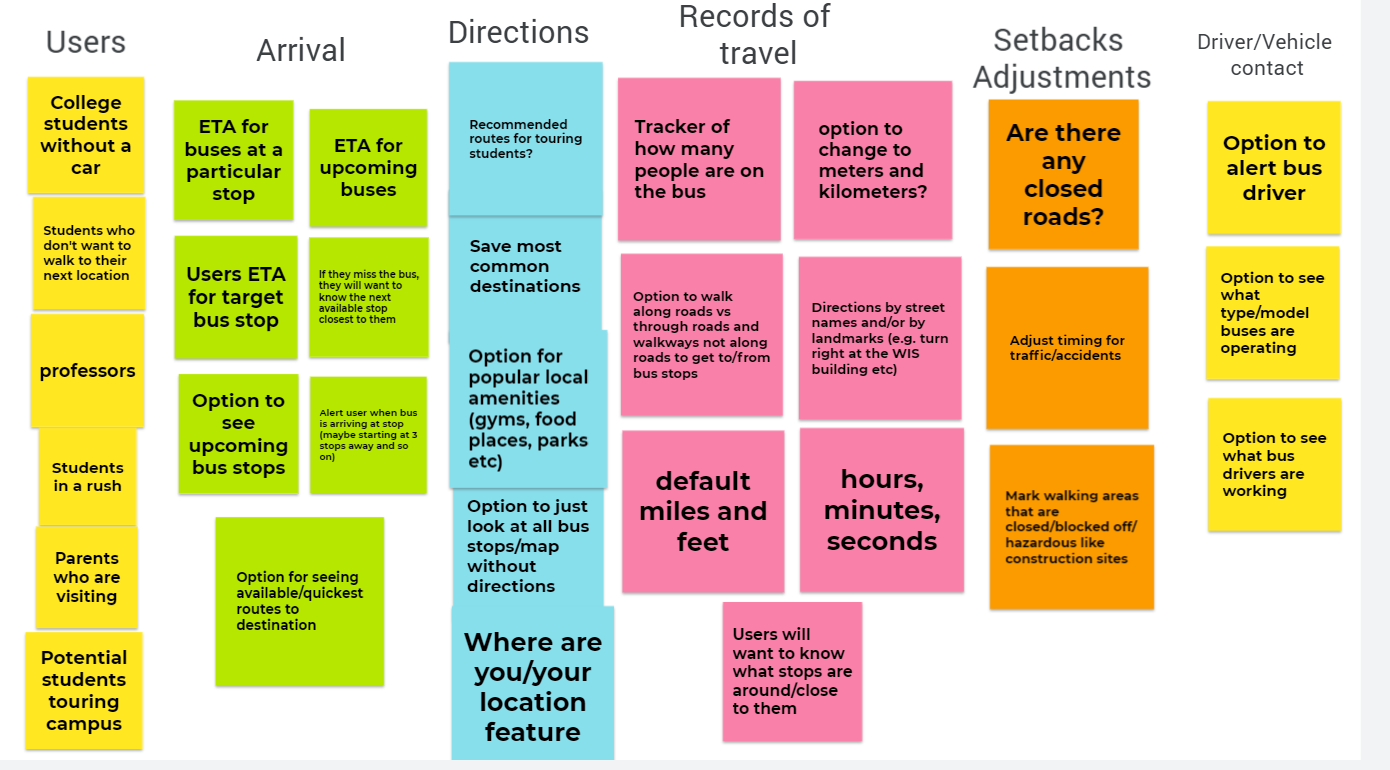 Users
College
students
without a
car
Students who
don't want to
walk to their
next location
professors
Students
in a rush
Parents
who are
visiting
Potential
students
touring
campus
Arrival
ETA for
buses at a
particular
stop
ETA for
upcoming
buses
Users ETA
for target
bus stop
If they miss the bus,
they will want to
know the next
available stop
closest to them
Option to
see
upcoming
bus stops
Alert user when bus
is arriving at stop
(maybe starting at 3
stops away and so
on)
Option for seeing
available/quickest
routes to
destination
Directions
Recommended
routes for touring
students?
Save most
common
destinations
Option for
popular local
amenities
(gyms, food
places, parks
etc)
Option to just
look at all bus
stops/map
without
directions
Where are
you/your
location
feature
Records of
travel
Tracker of
how many
people are on
the bus
option to
change to
meters and
kilometers?
Option to walk
along roads vs
through roads and
walkways not along
roads to get to/from
bus stops
Directions by street
names and/or by
landmarks (e.g. turn
right at the WIS
building etc)
default
miles and
feet
hours,
minutes,
seconds
Users will
want to know
what stops are
around/close
to them
Setbacks
Adjustments
Are there
any
closed
roads?
Adjust timing for
traffic/accidents
Mark walking areas
that are
closed/blocked off/
hazardous like
construction sites
Driver/Vehicle
contact
Option to
alert bus
driver
Option to see
what
type/model
buses are
operating
Option to see
what bus
drivers are
working